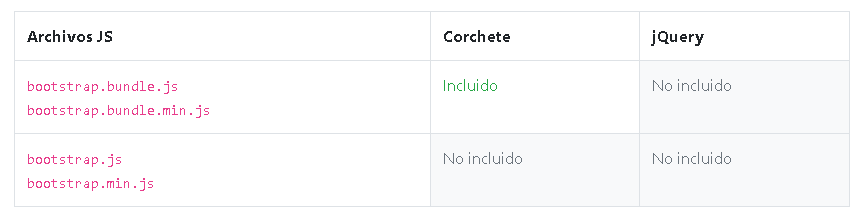 Archivos JS Corchete jQuery
bootstrap.bundle.js Incluido No incluido
bootstrap.bundle.min.js
bootstrap.js No incluido No incluido
bootstrap.min.js